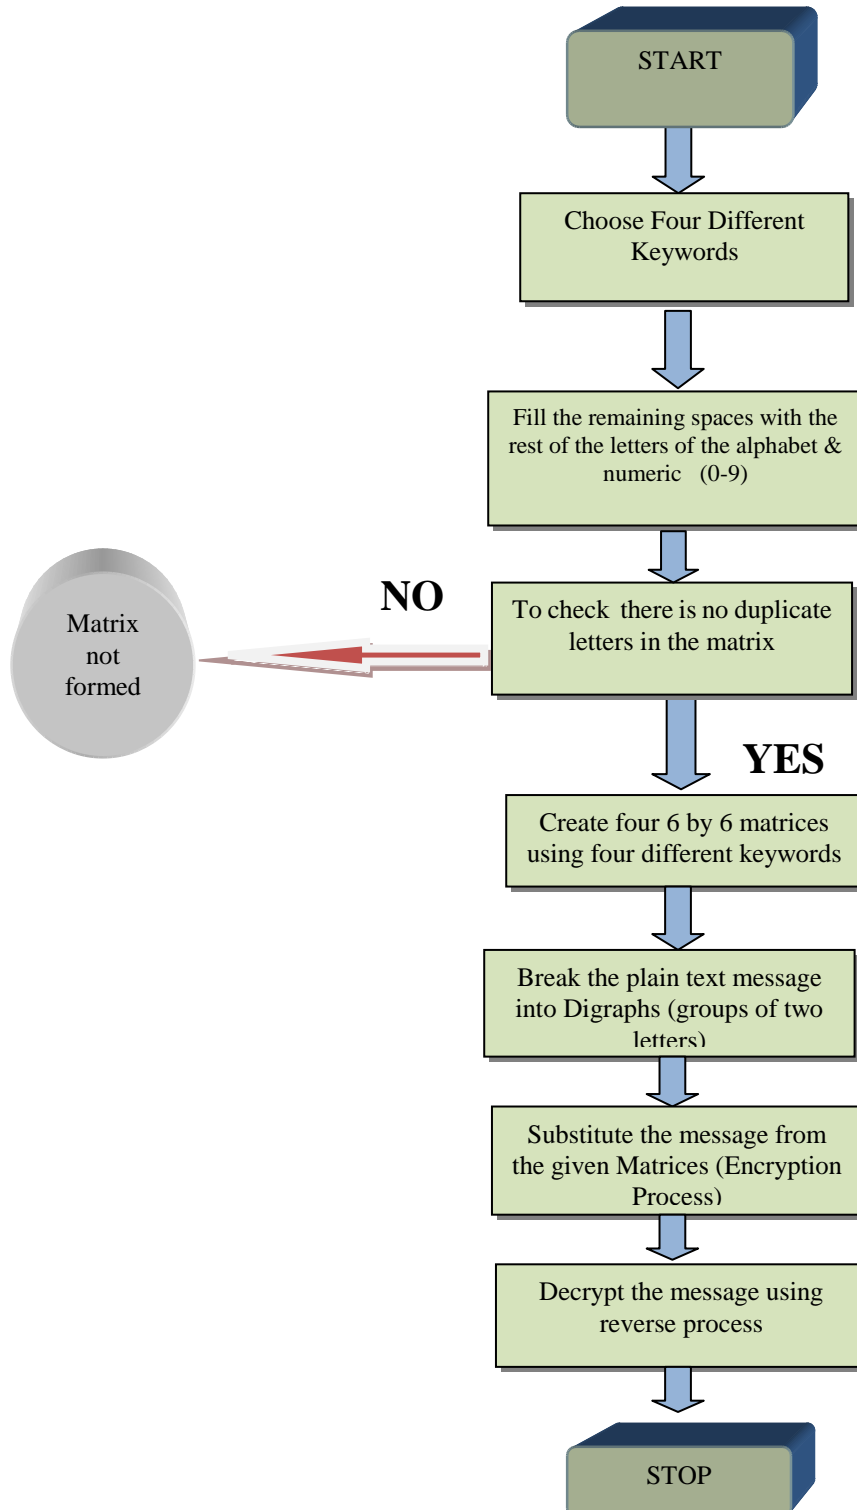 START
Choose Four Different
Keywords
Fill the remaining spaces with the
rest of the letters of the alphabet &
numeric (0-9)
NO
To check there is no duplicate
letters in the matrix
Matrix
not
formed
YES
Create four 6 by 6 matrices
using four different keywords
Break the plain text message
into Digraphs (groups of two
letters)
Substitute the message from
the given Matrices (Encryption
Process)
Decrypt the message using
reverse process
STOP